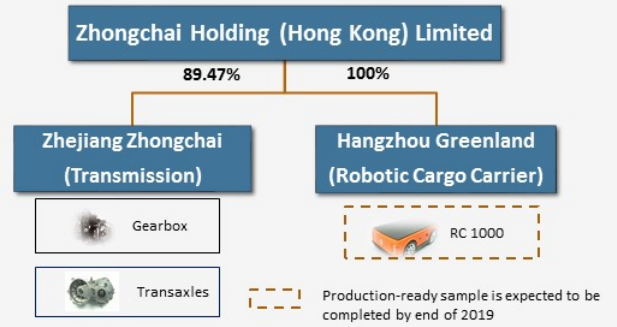 Zhongchai Holding (Hong Kong) Limited
89.47%
100%
Zhejiang Zhongchai
(Transmission)
Hangzhou Greenland
(Robotic Cargo Carrier)
Gearbox
RC 1000
Transaxles
Production-ready sample is expected to be
completed by end of 2019